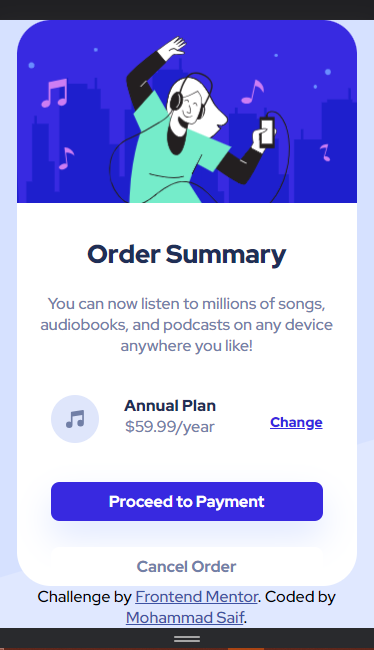 Order Summary
You can now listen to millions of songs,
audiobooks, and podcasts on any device
anywhere you like!
Annual Plan
$59.99/year
Change
Proceed to Payment
Cancel Order
Challenge by Frontend Mentor. Coded by
Mohammad Saif.